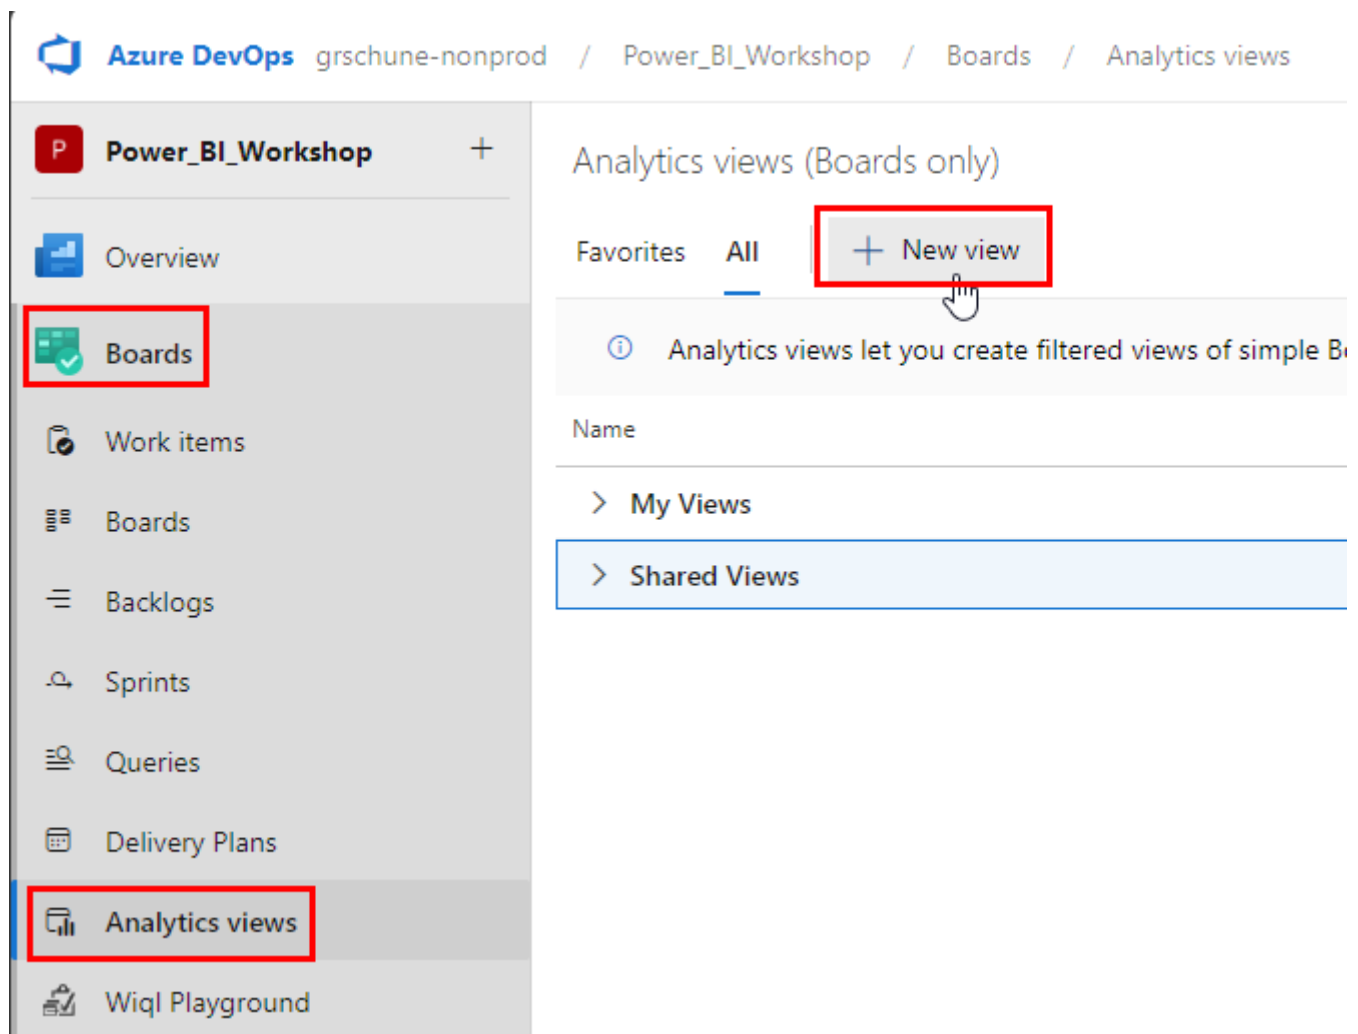 Azure DevOps grschune-nonprod / Power_BI_Workshop / Boards / Analytics views
P Power_BI_Workshop +
Overview
Boards
Work items
Boards
Backlogs
Sprints
Queries
Delivery Plans
Analytics views
Wiql Playground
Analytics views (Boards only)
Favorites All + New view
Analytics views let you create filtered views of simple
Name
My Views
Shared Views